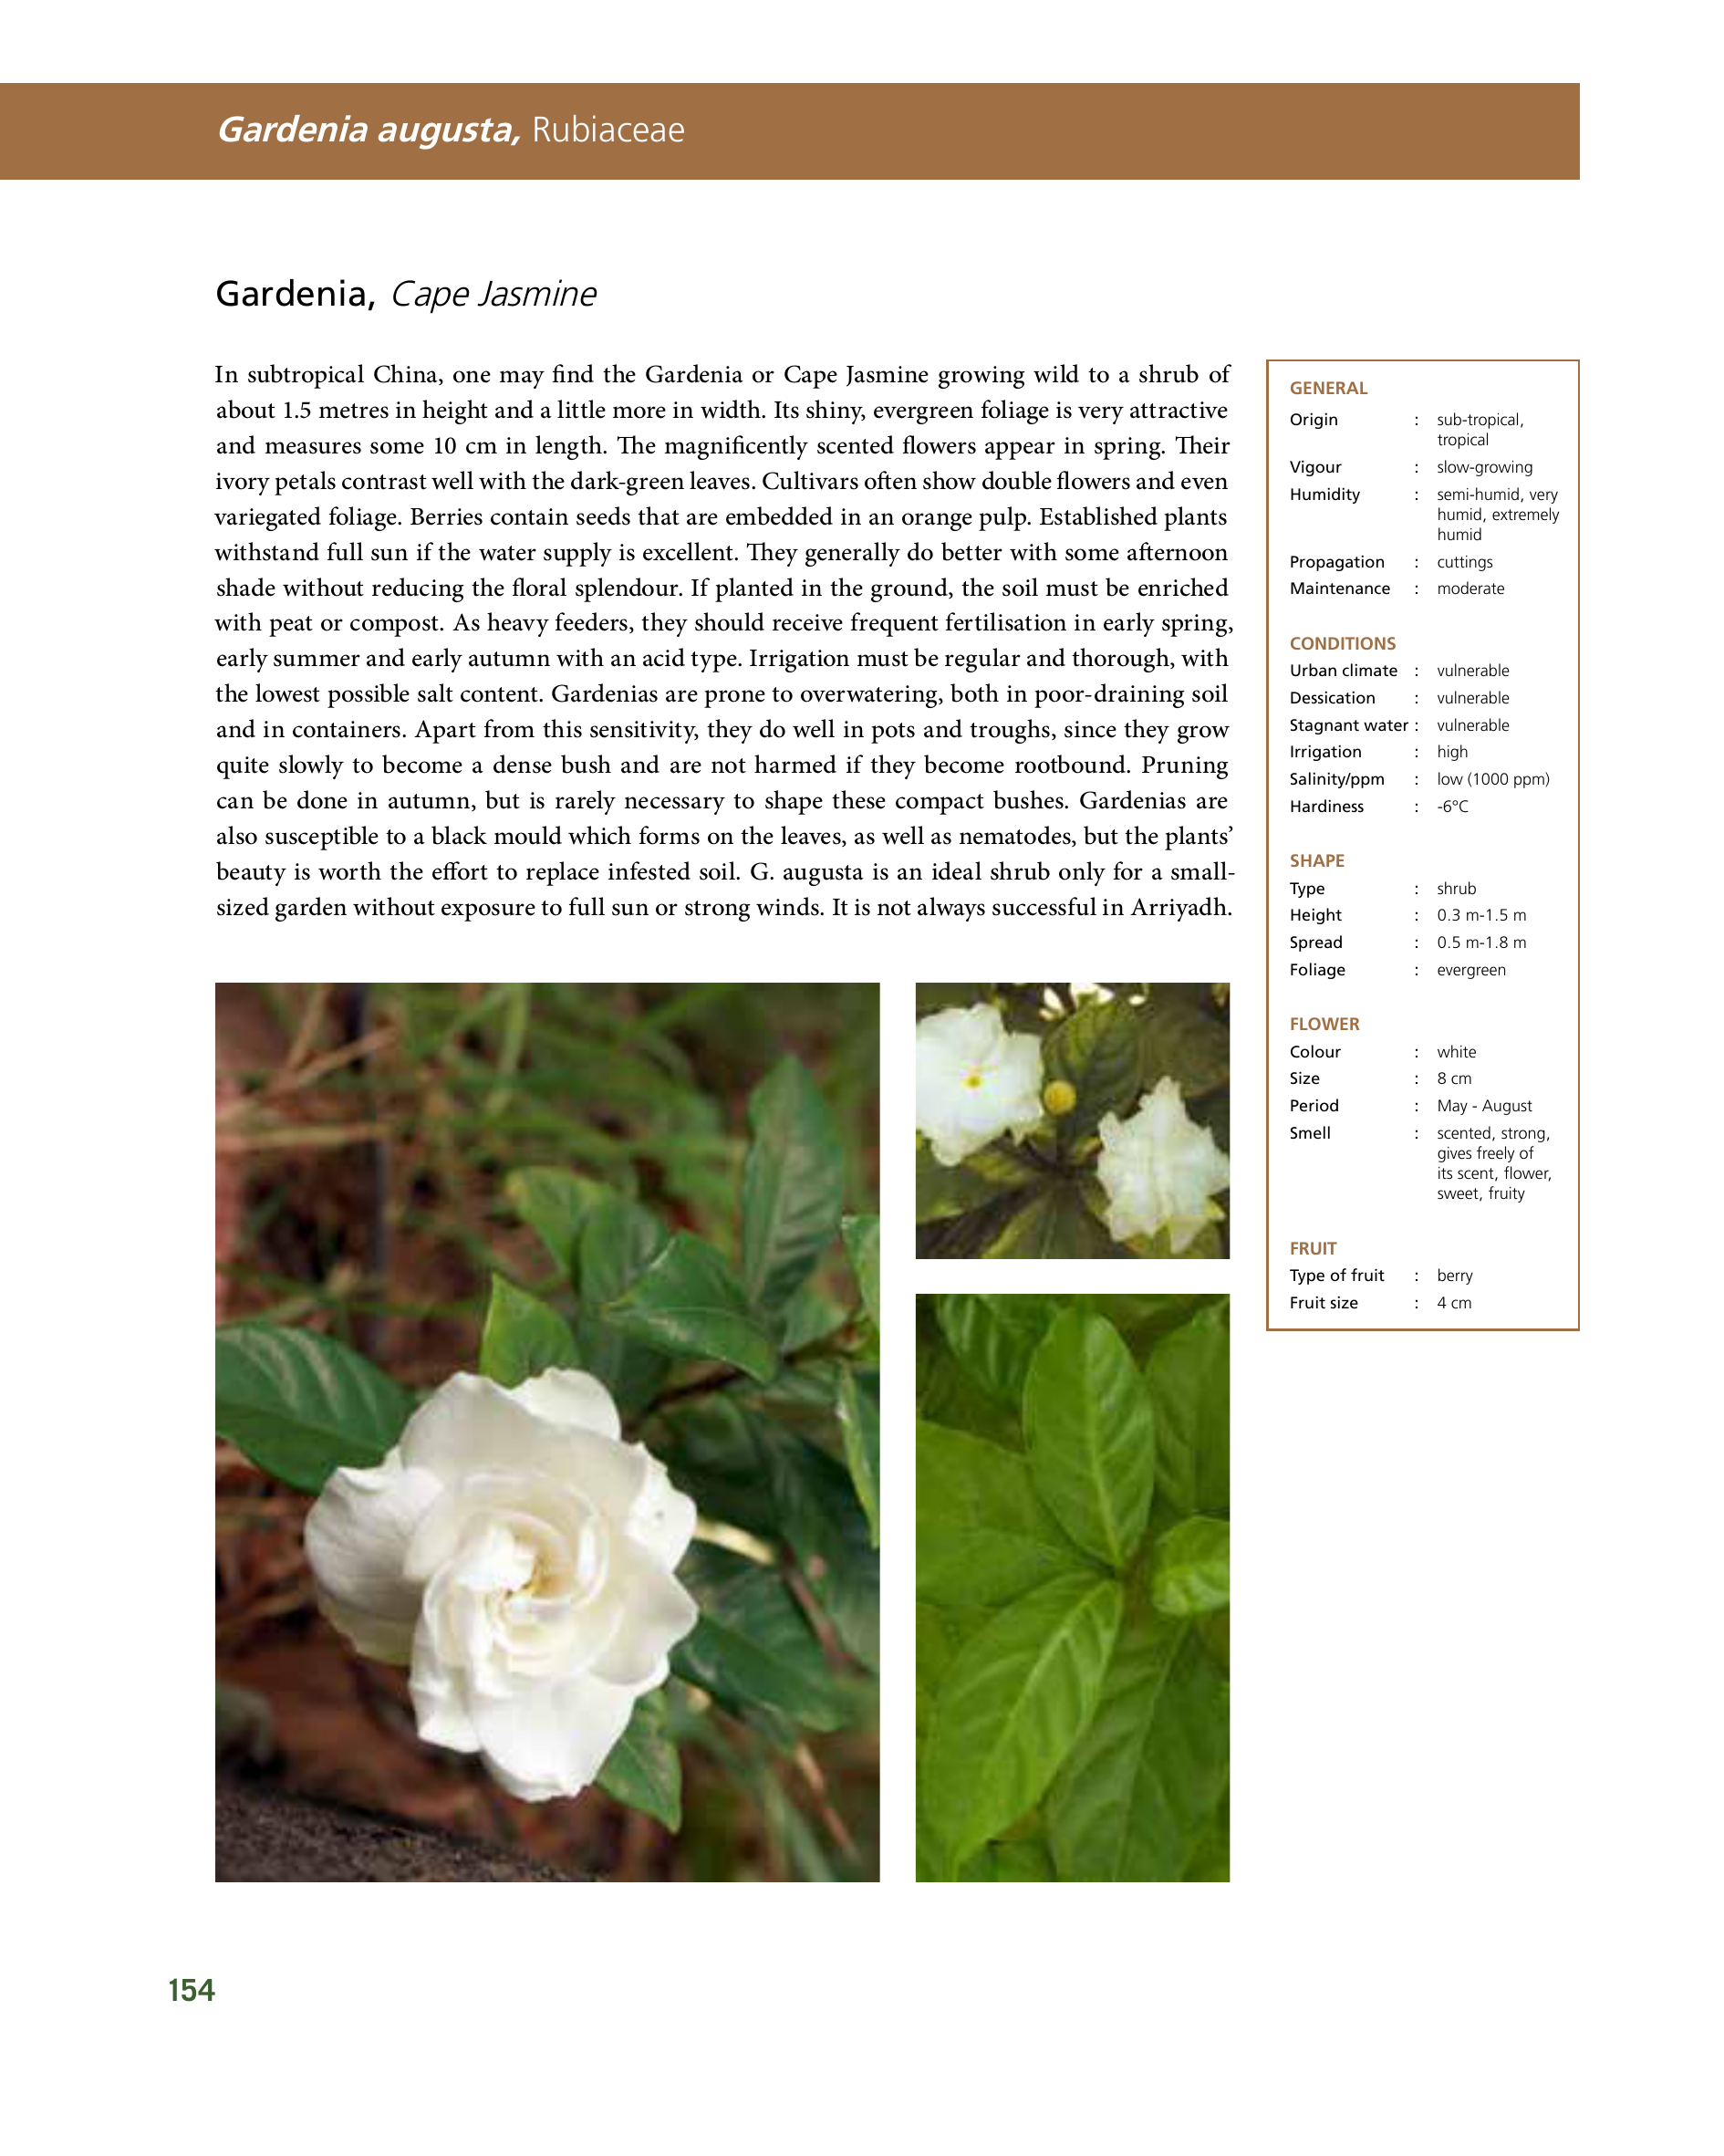 Gardenia augusta, Rubiaceae
Gardenia, Cape Jasmine
In subtropical China, one may find the Gardenia or Cape Jasmine growing wild to a shrub of
about 1.5 metres in height and a little more in width. Its shiny, evergreen foliage is very attractive
and measures some 10 cm in length. The magnificently scented flowers appear in spring. Their
ivory petals contrast well with the dark-green leaves. Cultivars often show double flowers and even
variegated foliage. Berries contain seeds that are embedded in an orange pulp. Established plants
withstand full sun if the water supply is excellent. They generally do better with some afternoon
shade without reducing the floral splendour. If planted in the ground, the soil must be enriched
with peat or compost. As heavy feeders, they should receive frequent fertilisation in early spring,
early summer and early autumn with an acid type. Irrigation must be regular and thorough, with
the lowest possible salt content. Gardenias are prone to overwatering, both in poor-draining soil
and in containers. Apart from this sensitivity, they do well in pots and troughs, since they grow
quite slowly to become a dense bush and are not harmed if they become rootbound. Pruning
can be done in autumn, but is rarely necessary to shape these compact bushes. Gardenias are
also susceptible to a black mould which forms on the leaves, as well as nematodes, but the plants’
beauty is worth the effort to replace infested soil. G. augusta is an ideal shrub only for a small-
sized garden without exposure to full sun or strong winds. It is not always successful in Arriyadh.
GENERAL
Origin : sub-tropical,
tropical
Vigour : slow-growing
Humidity : semi-humid, very
humid, extremely
humid
Propagation : cuttings
Maintenance : moderate
CONDITIONS
Urban climate : vulnerable
Dessication : vulnerable
Stagnant water : vulnerable
Irrigation : high
Salinity/ppm : low (1000 ppm)
Hardiness : -6°C
SHAPE
Type : shrub
Height : 0.3 m-1.5 m
Spread : 0.5 m-1.8 m
Foliage : evergreen
FLOWER
Colour : white
Size : 8 cm
Period : May - August
Smell : scented, strong,
gives freely of
its scent, flower,
sweet, fruity
FRUIT
Type of fruit : berry
Fruit size : 4 cm
154